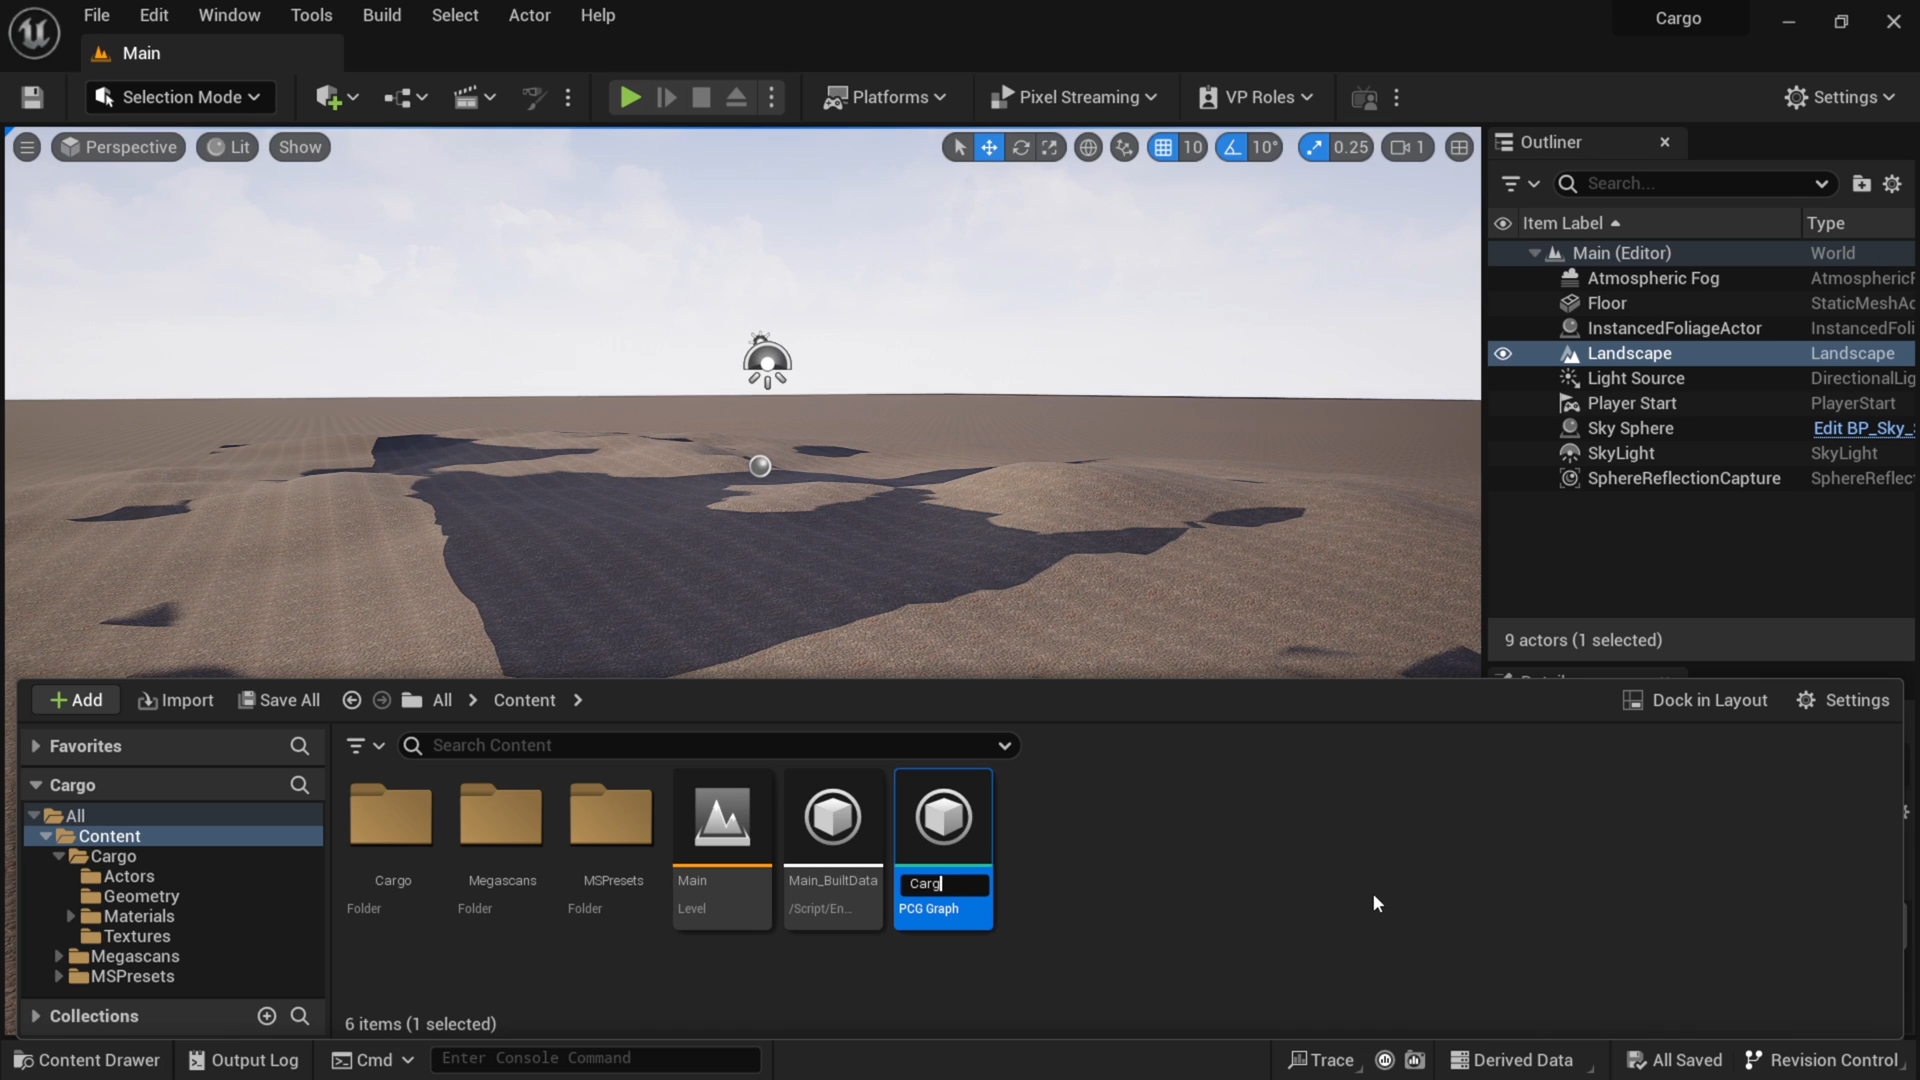 File Edit Window Tools Build Select Actor Help
Cargo
Main
Selection Mode
Platforms
Pixel Streaming
VP Roles
Settings
Perspective
Lit
Show
10
10°
0.25
1
Outliner
Search...
Item Label Type
Main (Editor) World
Atmospheric Fog AtmosphericF
Floor StaticMeshAc
InstancedFoliageActor InstancedFoli
Landscape Landscape
Light Source DirectionalLig
Player Start PlayerStart
Sky Sphere Edit BP_Sky_S
SkyLight SkyLight
SphereReflectionCapture SphereReflect
9 actors (1 selected)
Add
Import
Save All
All
Content
Dock in Layout
Settings
Favorites
Search Content
Cargo
All
Content
Cargo
Actors
Geometry
Materials
Textures
Megascans
MSPresets
Collections
Cargo
Folder
Megascans
Folder
MSPresets
Folder
Main
Level
Main_BuiltData
/Script/En...
Carg
PCG Graph
6 items (1 selected)
Content Drawer
Output Log
Cmd
Enter Console Command
Trace
Derived Data
All Saved
Revision Control